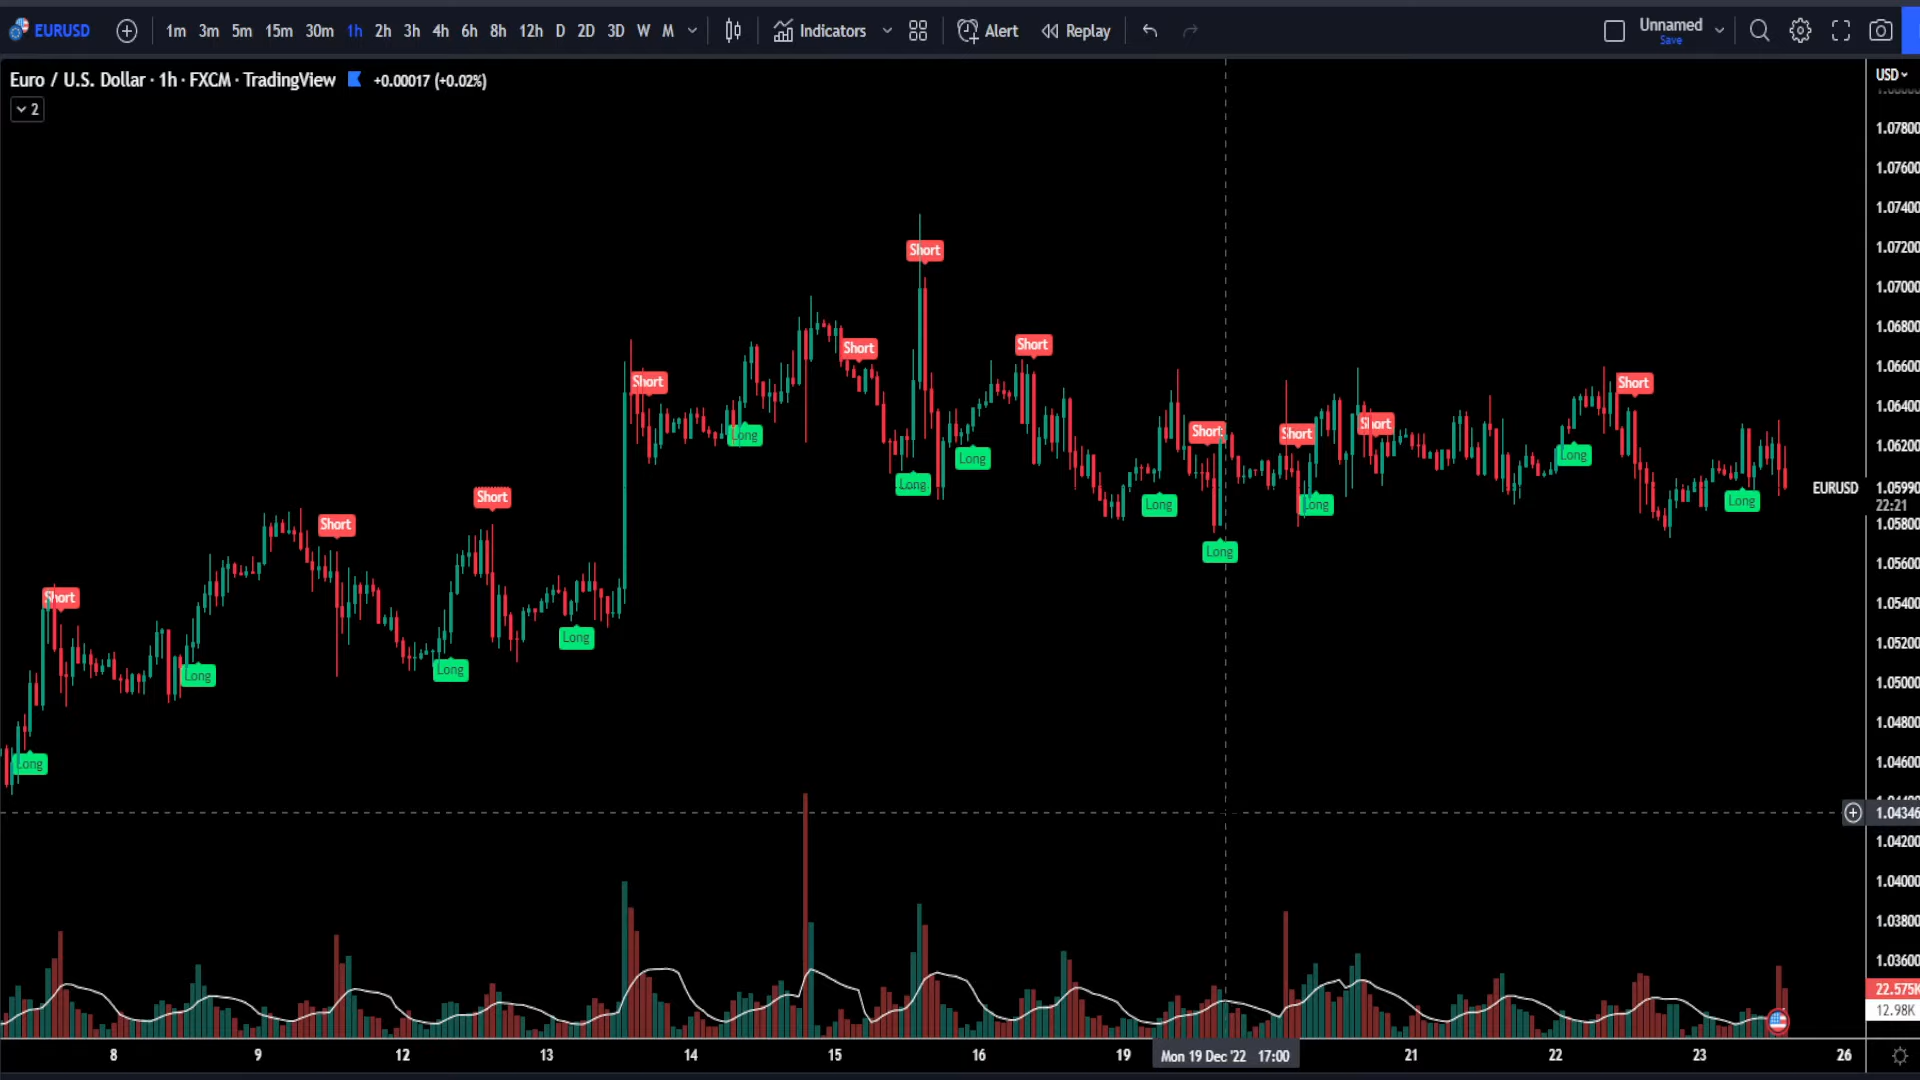 EURUSD 1m 3m 5m 15m 30m 1h 2h 3h 4h 6h 8h 12h D 2D 3D W M Indicators Alert Replay Unnamed
Save
Euro / U.S. Dollar · 1h · FXCM · TradingView +0.00017 (+0.02%)
USD
2
1.07800
1.07600
1.07400
1.07200
Short
1.07000
1.06800
Short
Short
1.06600
Short
Short
1.06400
Short
Short
Short
Long
1.06200
Long
Long
Long
EURUSD 1.05990
Short
Long
Long
Long
22:21
Short
1.05800
Long
1.05600
Short
1.05400
Long
1.05200
Long
Long
1.05000
1.04800
Long
1.04600
1.04346
1.04200
1.04000
1.03800
1.03600
22.575K
12.98K
8 9 12 13 14 15 16 19 Mon 19 Dec '22 17:00 21 22 23 26